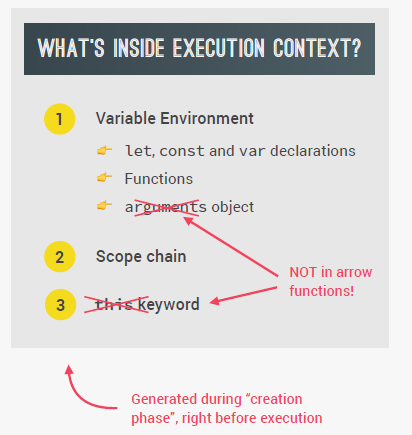 WHAT'S INSIDE EXECUTION CONTEXT?
1 Variable Environment
👉 let, const and var declarations
👉 Functions
👉 arguments object
2 Scope chain
NOT in arrow
functions!
3 this keyword
Generated during “creation
phase”, right before execution